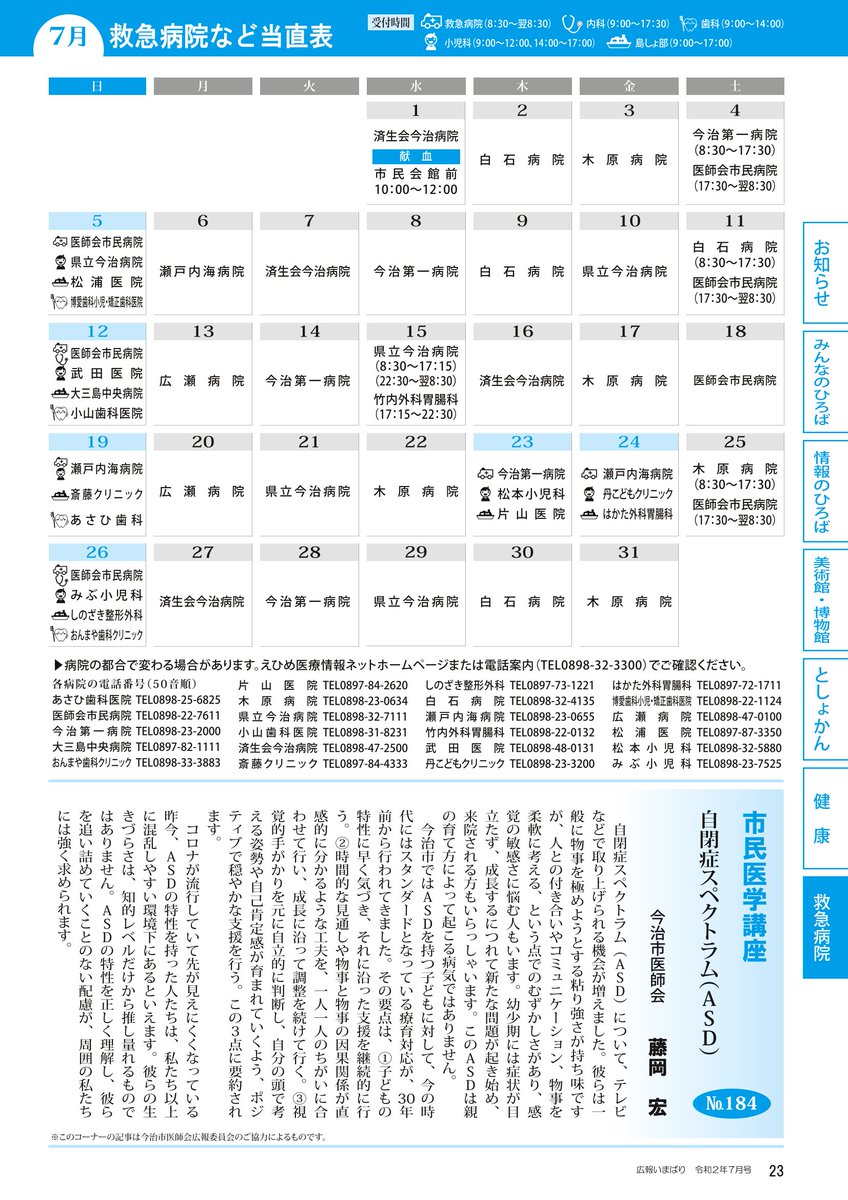 7月 救急病院など当直表
受付時間 救急病院(8:30〜翌8:30) 内科(9:00〜17:30) 歯科(9:00〜14:00)
小児科(9:00〜12:00、14:00〜17:00) 島しょ部(9:00〜17:00)
日 月 火 水 木 金 土
1
済生会今治病院
献血
市民会館前
10:00〜12:00
2
白石病院
3
木原病院
4
今治第一病院
(8:30〜17:30)
医師会市民病院
(17:30〜翌8:30)
5
医師会市民病院
県立今治病院
松浦医院
博愛歯科小児・矯正歯科医院
6
瀬戸内海病院
7
済生会今治病院
8
今治第一病院
9
白石病院
10
県立今治病院
11
白石病院
(8:30〜17:30)
医師会市民病院
(17:30〜翌8:30)
12
医師会市民病院
武田医院
大三島中央病院
小山歯科医院
13
広瀬病院
14
今治第一病院
15
県立今治病院
(8:30〜17:15)
(22:30〜翌8:30)
竹内外科胃腸科
(17:15〜22:30)
16
済生会今治病院
17
木原病院
18
医師会市民病院
19
瀬戸内海病院
斎藤クリニック
あさひ歯科
20
広瀬病院
21
県立今治病院
22
木原病院
23
今治第一病院
松本小児科
片山医院
24
瀬戸内海病院
丹こどもクリニック
はかた外科胃腸科
25
木原病院
(8:30〜17:30)
医師会市民病院
(17:30〜翌8:30)
26
医師会市民病院
みぶ小児科
しのざき整形外科
おんまや歯科クリニック
27
済生会今治病院
28
今治第一病院
29
県立今治病院
30
白石病院
31
木原病院
▶病院の都合で変わる場合があります。えひめ医療情報ネットホームページまたは電話案内(TEL0898-32-3300)でご確認ください。
各病院の電話番号(50音順)
あさひ歯科医院 TEL0898-25-6825
医師会市民病院 TEL0898-22-7611
今治第一病院 TEL0898-23-2000
大三島中央病院 TEL0897-82-1111
おんまや歯科クリニック TEL0898-33-3883
片山医院 TEL0897-84-2620
木原病院 TEL0898-23-0634
県立今治病院 TEL0898-32-7111
小山歯科医院 TEL0898-31-8231
済生会今治病院 TEL0898-47-2500
斎藤クリニック TEL0897-84-4333
しのざき整形外科 TEL0897-73-1221
白石病院 TEL0898-32-4135
瀬戸内海病院 TEL0898-23-0655
竹内外科胃腸科 TEL0898-22-0132
武田医院 TEL0898-48-0131
丹こどもクリニック TEL0898-23-3200
はかた外科胃腸科 TEL0897-72-1711
博愛歯科小児・矯正歯科医院 TEL0898-22-1124
広瀬病院 TEL0898-47-0100
松浦医院 TEL0897-87-3350
松本小児科 TEL0898-32-5880
みぶ小児科 TEL0898-23-7525
お知らせ
みんなのひろば
情報のひろば
美術館・博物館
としょかん
健康
救急病院
市民医学講座
No.184
自閉症スペクトラム(ASD)
今治市医師会 藤岡 宏
自閉症スペクトラム(ASD)について、テレビ
などで取り上げられる機会が増えました。彼らは一
般に物事を極めようとする粘り強さが持ち味です
が、人との付き合いやコミュニケーション、物事を
柔軟に考える、という点でのむずかしさがあり、感
覚の敏感さに悩む人もいます。幼少期には症状が目
立たず、成長するにつれて新たな問題が起き始め、
来院される方もいらっしゃいます。このASDは親
の育て方によって起こる病気ではありません。
今治市ではASDを持つ子どもに対して、今の時
代にはスタンダードとなっている療育対応が、30年
前から行われてきました。その要点は、①子どもの
特性に早く気づき、それに沿った支援を継続的に行
う。②時間的な見通しや物事と物事の因果関係が直
感的に分かるような工夫を、一人一人のちがいに合
わせて行い、成長に沿って調整を続けて行く。③視
覚的手がかりを元に自立的に判断し、自分の頭で考
える姿勢や自己肯定感が育まれていくよう、ポジ
ティブで穏やかな支援を行う。この3点に要約され
ます。
コロナが流行していて先が見えにくくなっている
昨今、ASDの特性を持った人たちは、私たち以上
に混乱しやすい環境下にあるといえます。彼らの生
きづらさは、知的レベルだけから推し量れるもので
はありません。ASDの特性を正しく理解し、彼ら
を追い詰めていくことのない配慮が、周囲の私たち
には強く求められます。
※このコーナーの記事は今治市医師会広報委員会のご協力によるものです。
広報いまばり 令和2年7月号 23